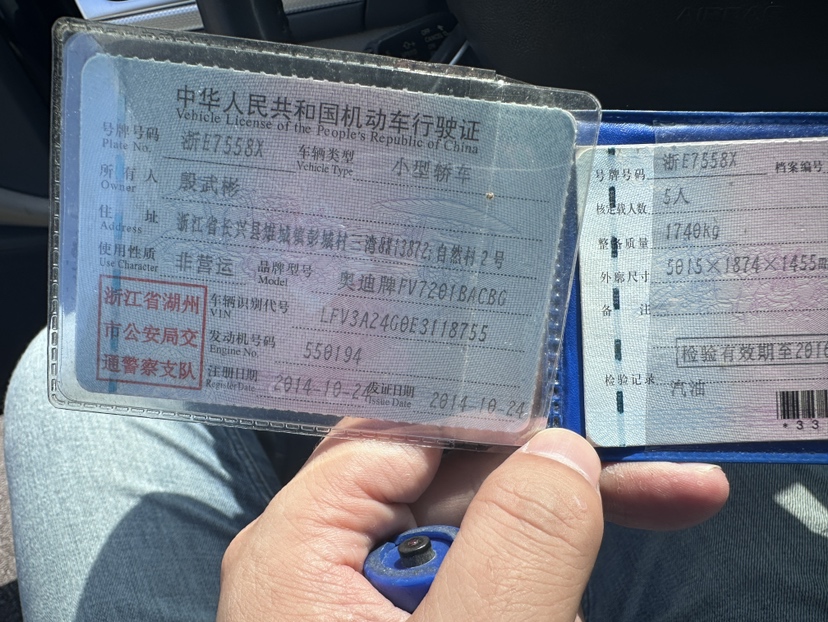 中华人民共和国机动车行驶证
Vehicle License of the People's Republic of China
号牌号码 浙E7558X 车辆类型 小型轿车
Plate No. Vehicle Type
所有人 殷武彬
Owner
住址 浙江省长兴县雉城镇彭城村三湾
Address
自然村2号
使用性质 非营运 品牌型号 奥迪牌FV7201BACBG
Use Character Model
浙江省湖州
市公安局交
通警察支队
车辆识别代号 LFV3A24G0E3118755
VIN
发动机号码 550194
Engine No.
注册日期 2014-10-24 发证日期 2014-10-24
Register Date Issue Date
号牌号码 浙E7558X 档案编号
核定载人数 5人
整备质量 1740kg
外廓尺寸 5015×1874×1455
备注
检验有效期至
检验记录 汽油